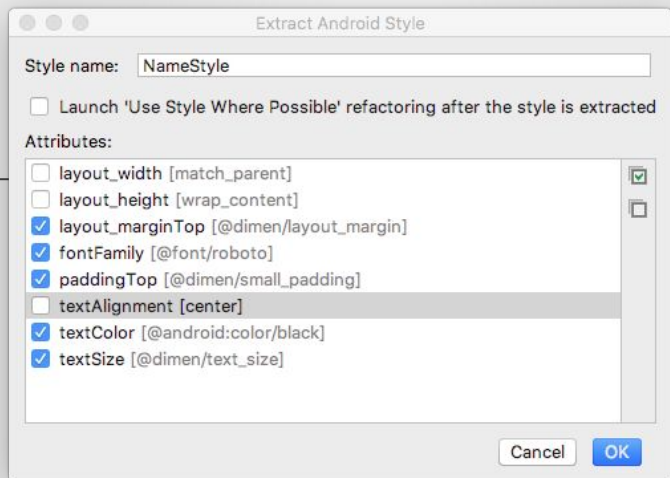 Extract Android Style
Style name: NameStyle
Launch 'Use Style Where Possible' refactoring after the style is extracted
Attributes:
layout_width [match_parent]
layout_height [wrap_content]
layout_marginTop [@dimen/layout_margin]
fontFamily [@font/roboto]
paddingTop [@dimen/small_padding]
textAlignment [center]
textColor [@android:color/black]
textSize [@dimen/text_size]
Cancel OK